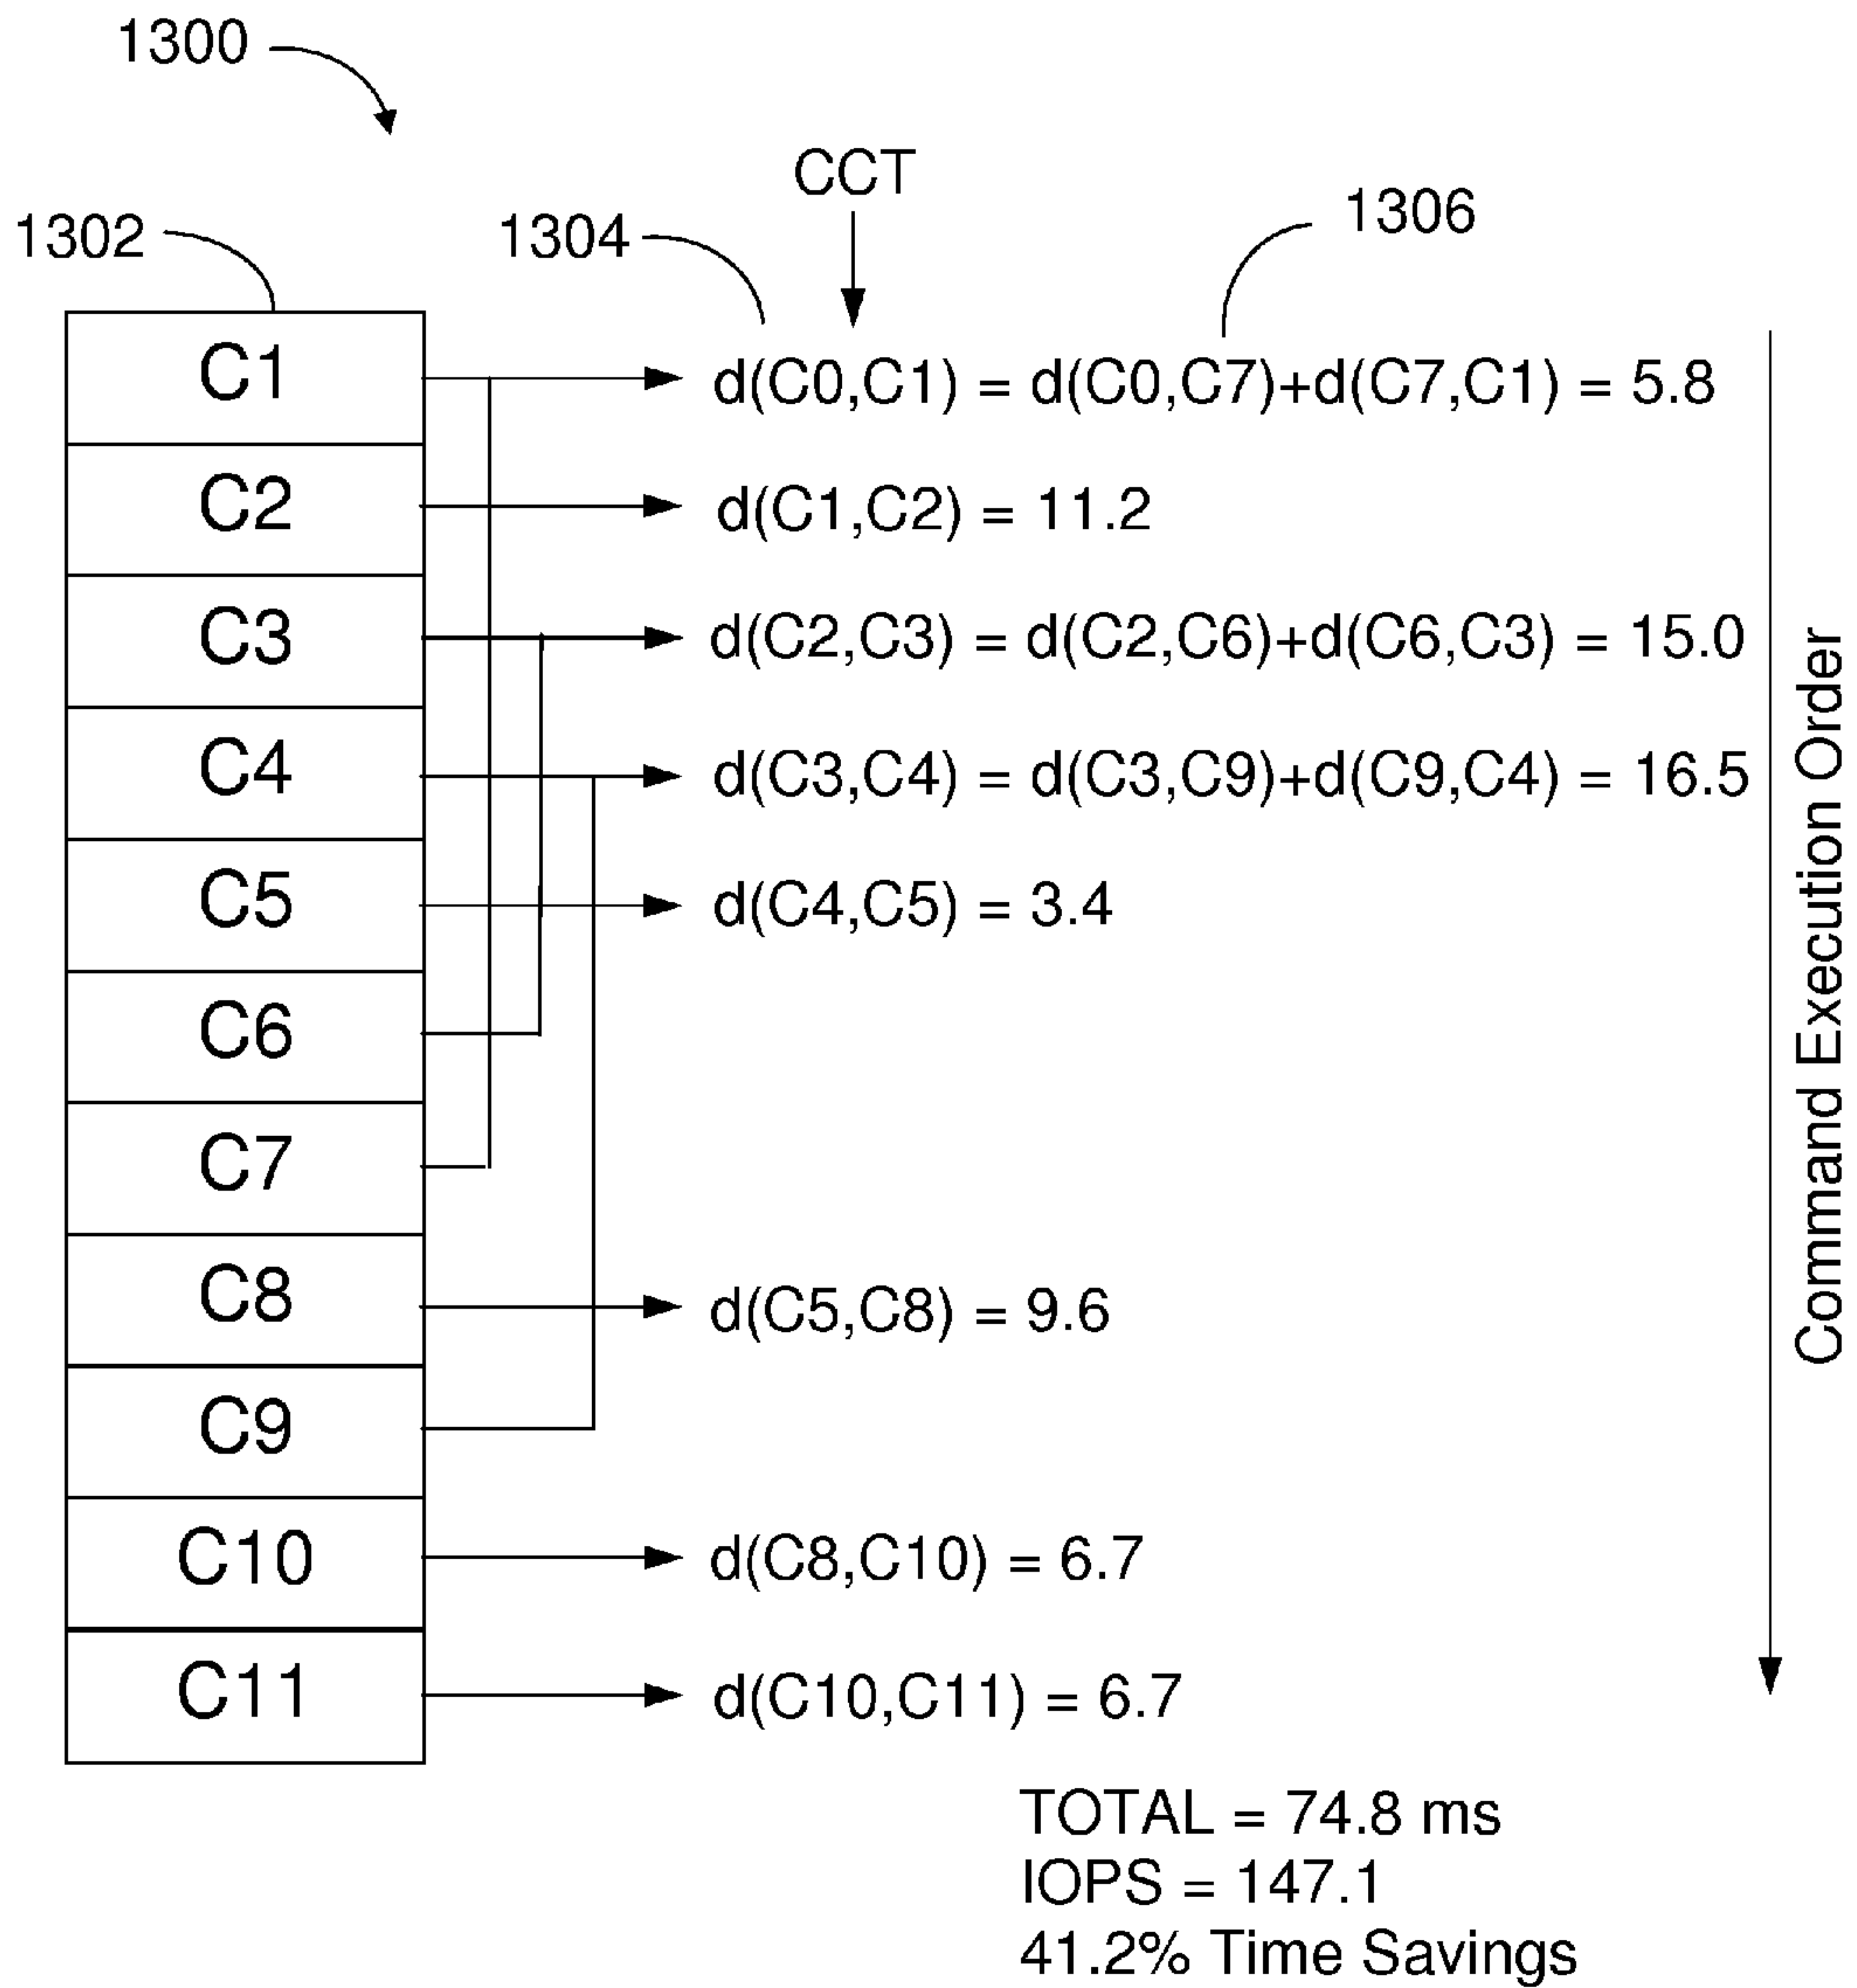 1300
CCT
1302
1304
1306
C1
d(C0,C1) = d(C0,C7)+d(C7,C1) = 5.8
C2
d(C1,C2) = 11.2
C3
d(C2,C3) = d(C2,C6)+d(C6,C3) = 15.0
C4
d(C3,C4) = d(C3,C9)+d(C9,C4) = 16.5
C5
d(C4,C5) = 3.4
C6
C7
C8
d(C5,C8) = 9.6
C9
C10
d(C8,C10) = 6.7
C11
d(C10,C11) = 6.7
Command Execution Order
TOTAL = 74.8 ms
IOPS = 147.1
41.2% Time Savings